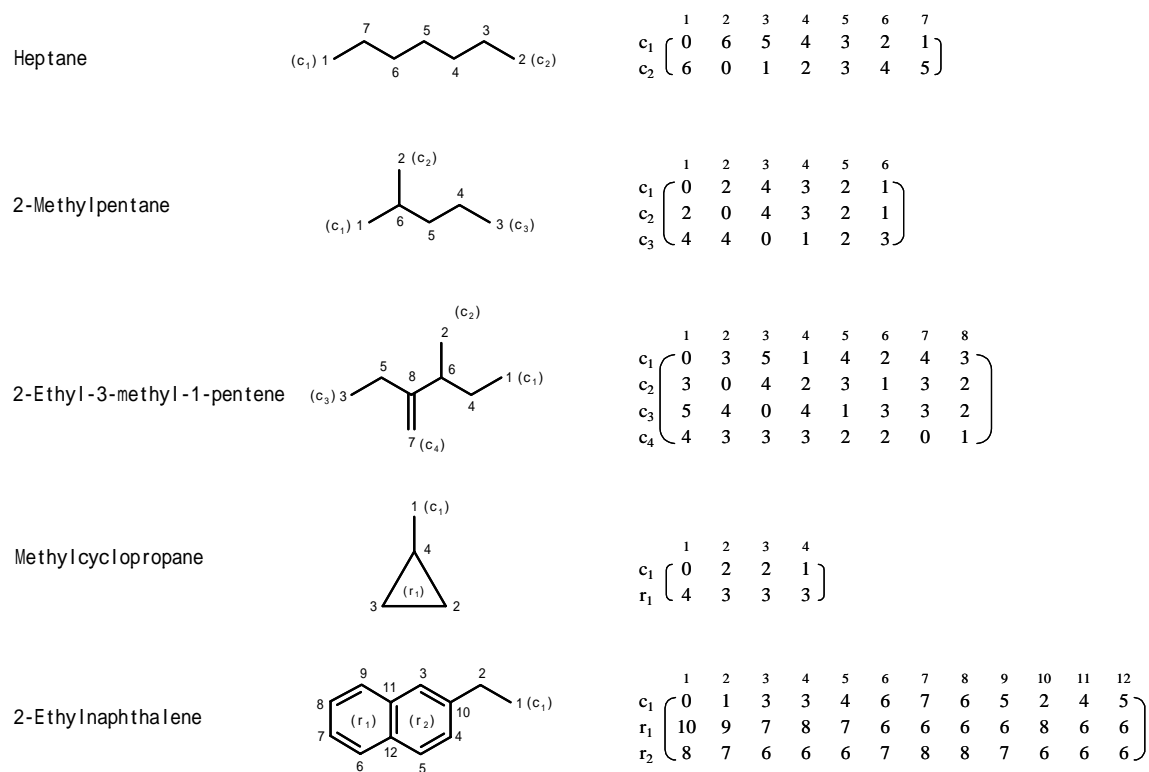 1 2 3 4 5 6 7
Heptane
(c₁) 1 7 6 5 4 3 2 (c₂)
c₁ 0 6 5 4 3 2 1
c₂ 6 0 1 2 3 4 5
1 2 3 4 5 6
2-Methylpentane
2 (c₂)
4
(c₁) 1 6 5 3 (c₃)
c₁ 0 2 4 3 2 1
c₂ 2 0 4 3 2 1
c₃ 4 4 0 1 2 3
1 2 3 4 5 6 7 8
2-Ethyl-3-methyl-1-pentene
(c₂)
2
5 8 6 1 (c₁)
(c₃) 3 4
7 (c₄)
c₁ 0 3 5 1 4 2 4 3
c₂ 3 0 4 2 3 1 3 2
c₃ 5 4 0 4 1 3 3 2
c₄ 4 3 3 3 2 2 0 1
1 2 3 4
Methylcyclopropane
1 (c₁)
4
(r₁)
3 2
c₁ 0 2 2 1
r₁ 4 3 3 3
1 2 3 4 5 6 7 8 9 10 11 12
2-Ethylnaphthalene
9 11 3 2
8 (r₁) (r₂) 10 1 (c₁)
7 12 4
6 5
c₁ 0 1 3 3 4 6 7 6 5 2 4 5
r₁ 10 9 7 8 7 6 6 6 6 8 6 6
r₂ 8 7 6 6 6 7 8 8 7 6 6 6